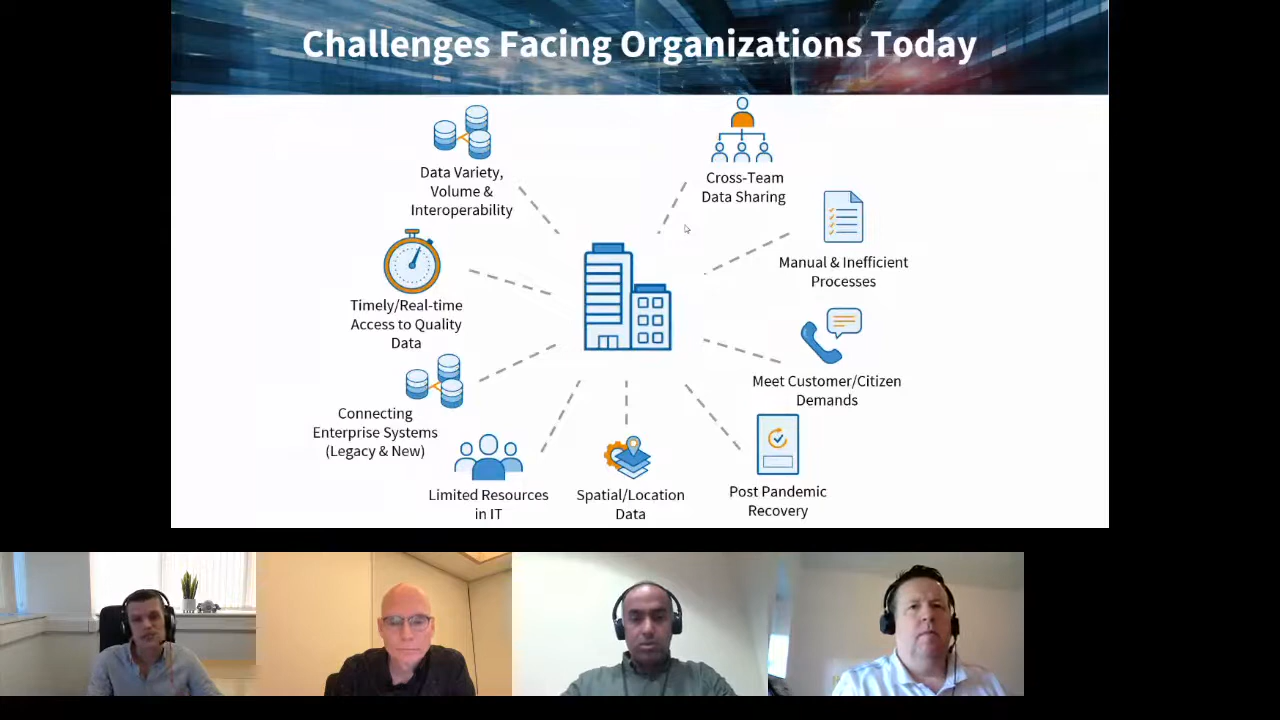 Challenges Facing Organizations Today
Data Variety,
Volume &
Interoperability
Cross-Team
Data Sharing
Timely/Real-time
Access to Quality
Data
Manual & Inefficient
Processes
Connecting
Enterprise Systems
(Legacy & New)
Meet Customer/Citizen
Demands
Limited Resources
in IT
Spatial/Location
Data
Post Pandemic
Recovery